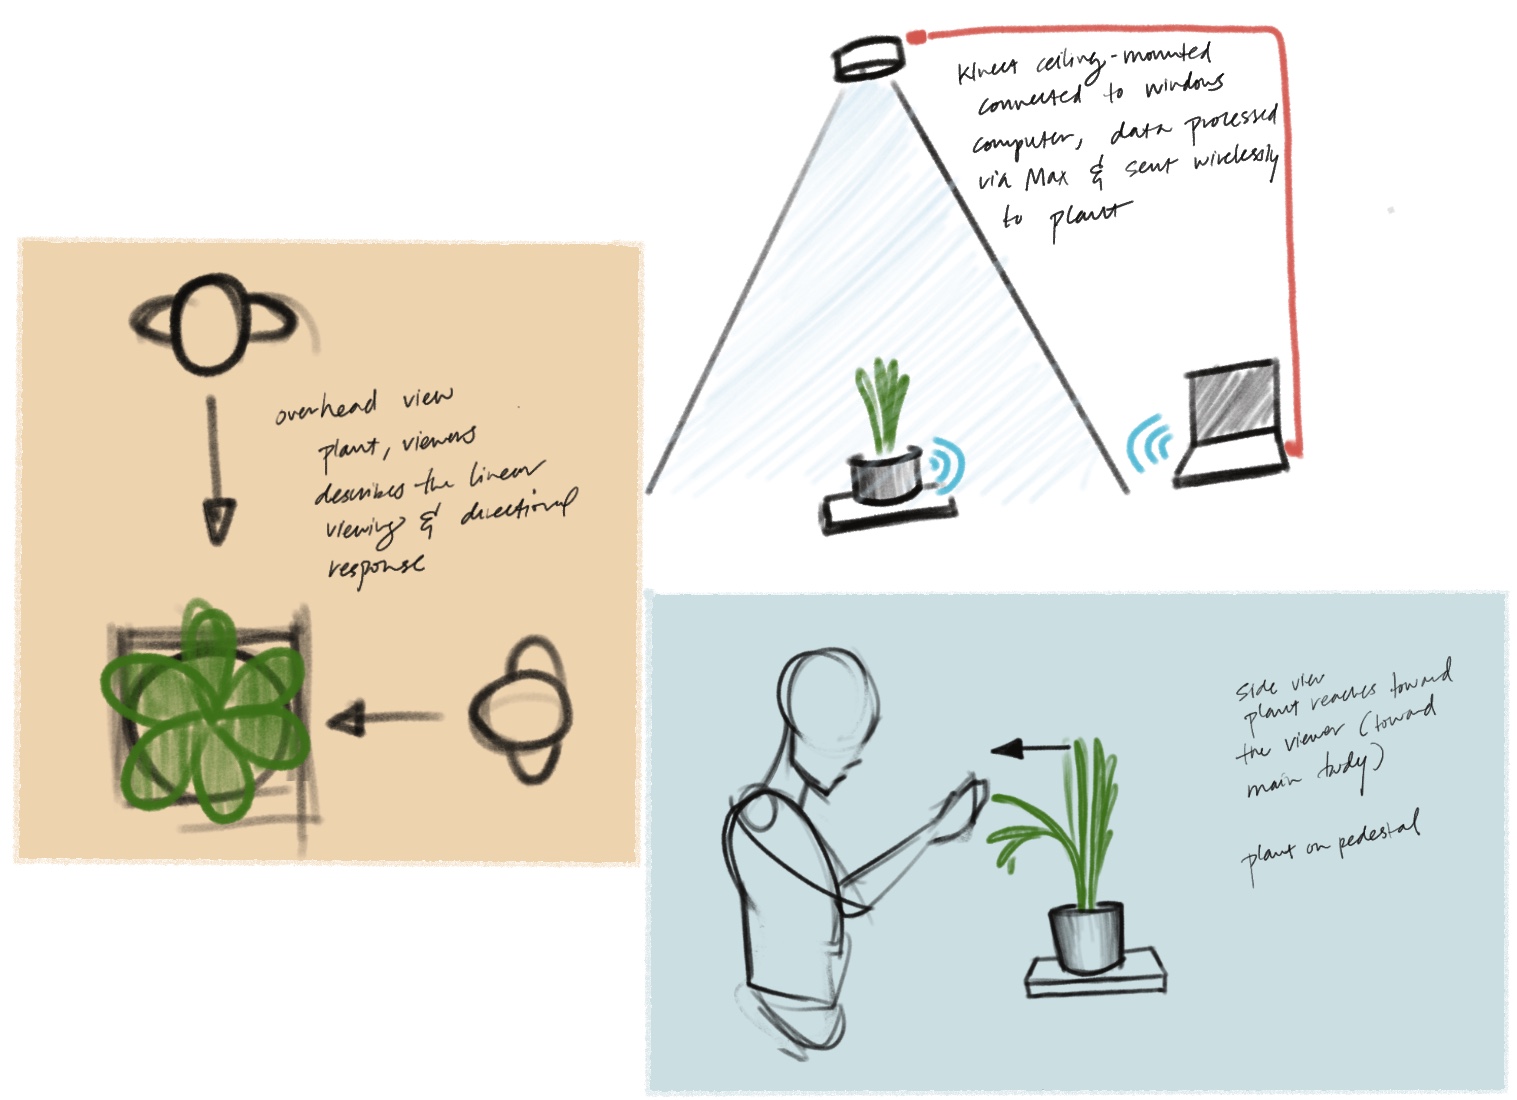 Kinect ceiling-mounted
connected to windows
computer, data processed
via Max & sent wirelessly
to plant
overhead view
plant, viewers
describes the linear
viewing & directional
response
side view
plant reaches toward
the viewer (toward
main body)
plant on pedestal